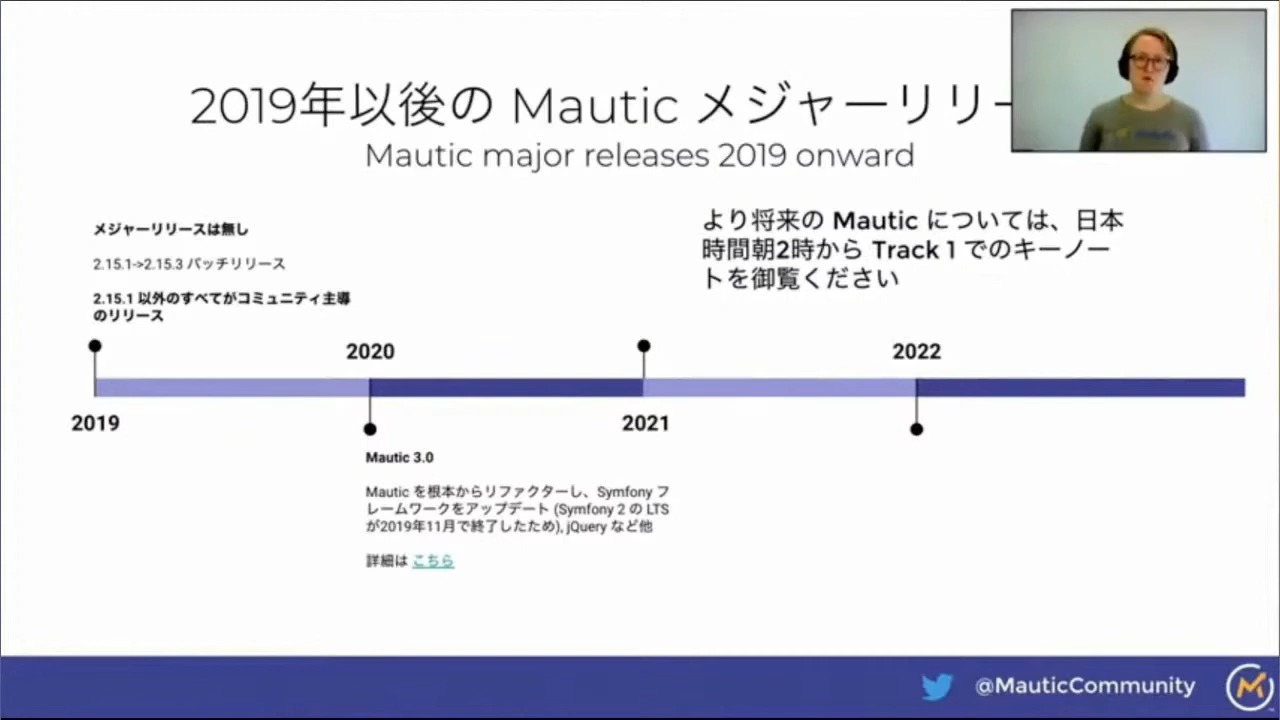 2019年以後の Mautic メジャーリリー
Mautic major releases 2019 onward
メジャーリリースは無し
2.15.1->2.15.3 パッチリリース
2.15.1 以外のすべてがコミュニティ主導
のリリース
より将来の Mautic については、日本
時間朝2時から Track 1 でのキーノー
トを御覧ください
2020
2022
2019
2021
Mautic 3.0
Mautic を根本からリファクターし、Symfony フ
レームワークをアップデート (Symfony 2 の LTS
が2019年11月で終了したため), jQuery など他
詳細は こちら
@MauticCommunity